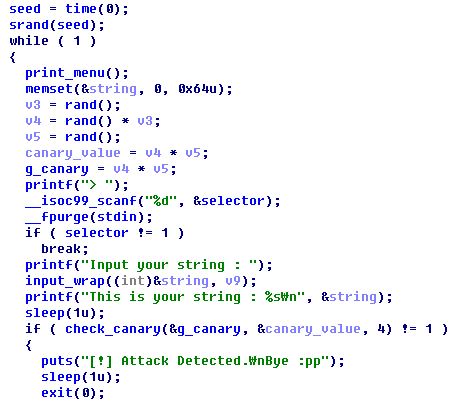 seed = time(0);
srand(seed);
while ( 1 )
{
print_menu();
memset(&string, 0, 0x64u);
v3 = rand();
v4 = rand() * v3;
v5 = rand();
canary_value = v4 * v5;
g_canary = v4 * v5;
printf("> ");
__isoc99_scanf("%d", &selector);
__fpurge(stdin);
if ( selector != 1 )
break;
printf("Input your string : ");
input_wrap((int)&string, v9);
printf("This is your string : %s₩n", &string);
sleep(1u);
if ( check_canary(&g_canary, &canary_value, 4) != 1 )
{
puts("[!] Attack Detected.₩nBye :pp");
sleep(1u);
exit(0);